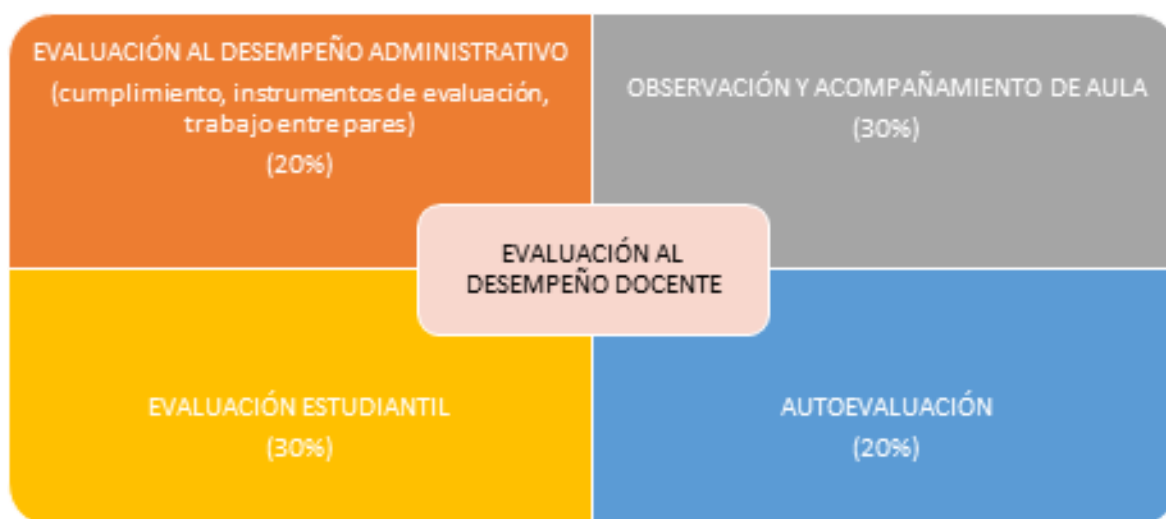 EVALUACIÓN AL DESEMPEÑO ADMINISTRATIVO
(cumplimiento, instrumentos de evaluación,
trabajo entre pares)
(20%)
OBSERVACIÓN Y ACOMPAÑAMIENTO DE AULA
(30%)
EVALUACIÓN AL
DESEMPEÑO DOCENTE
EVALUACIÓN ESTUDIANTIL
(30%)
AUTOEVALUACIÓN
(20%)